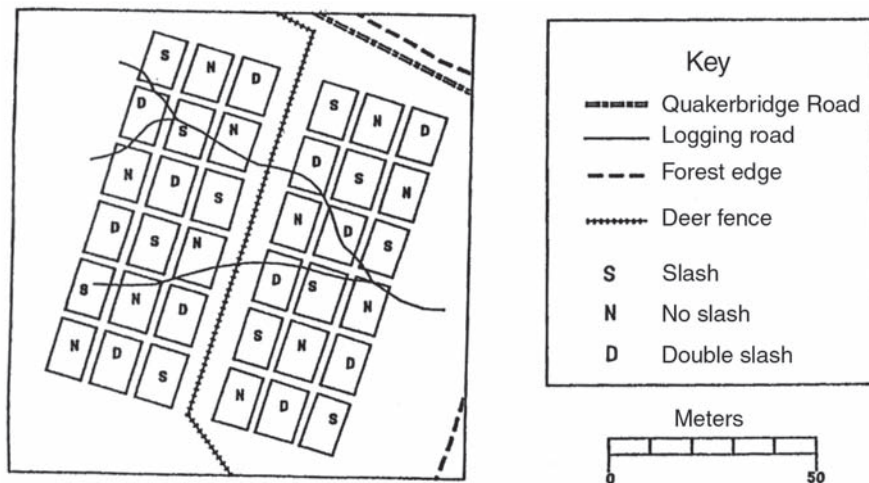 S N D
D S N
N D S
D S N
S N D
N D S
S N D
D S N
N D S
D S N
S N D
N D S
Key
Quakerbridge Road
Logging road
Forest edge
Deer fence
S Slash
N No slash
D Double slash
Meters
0 50